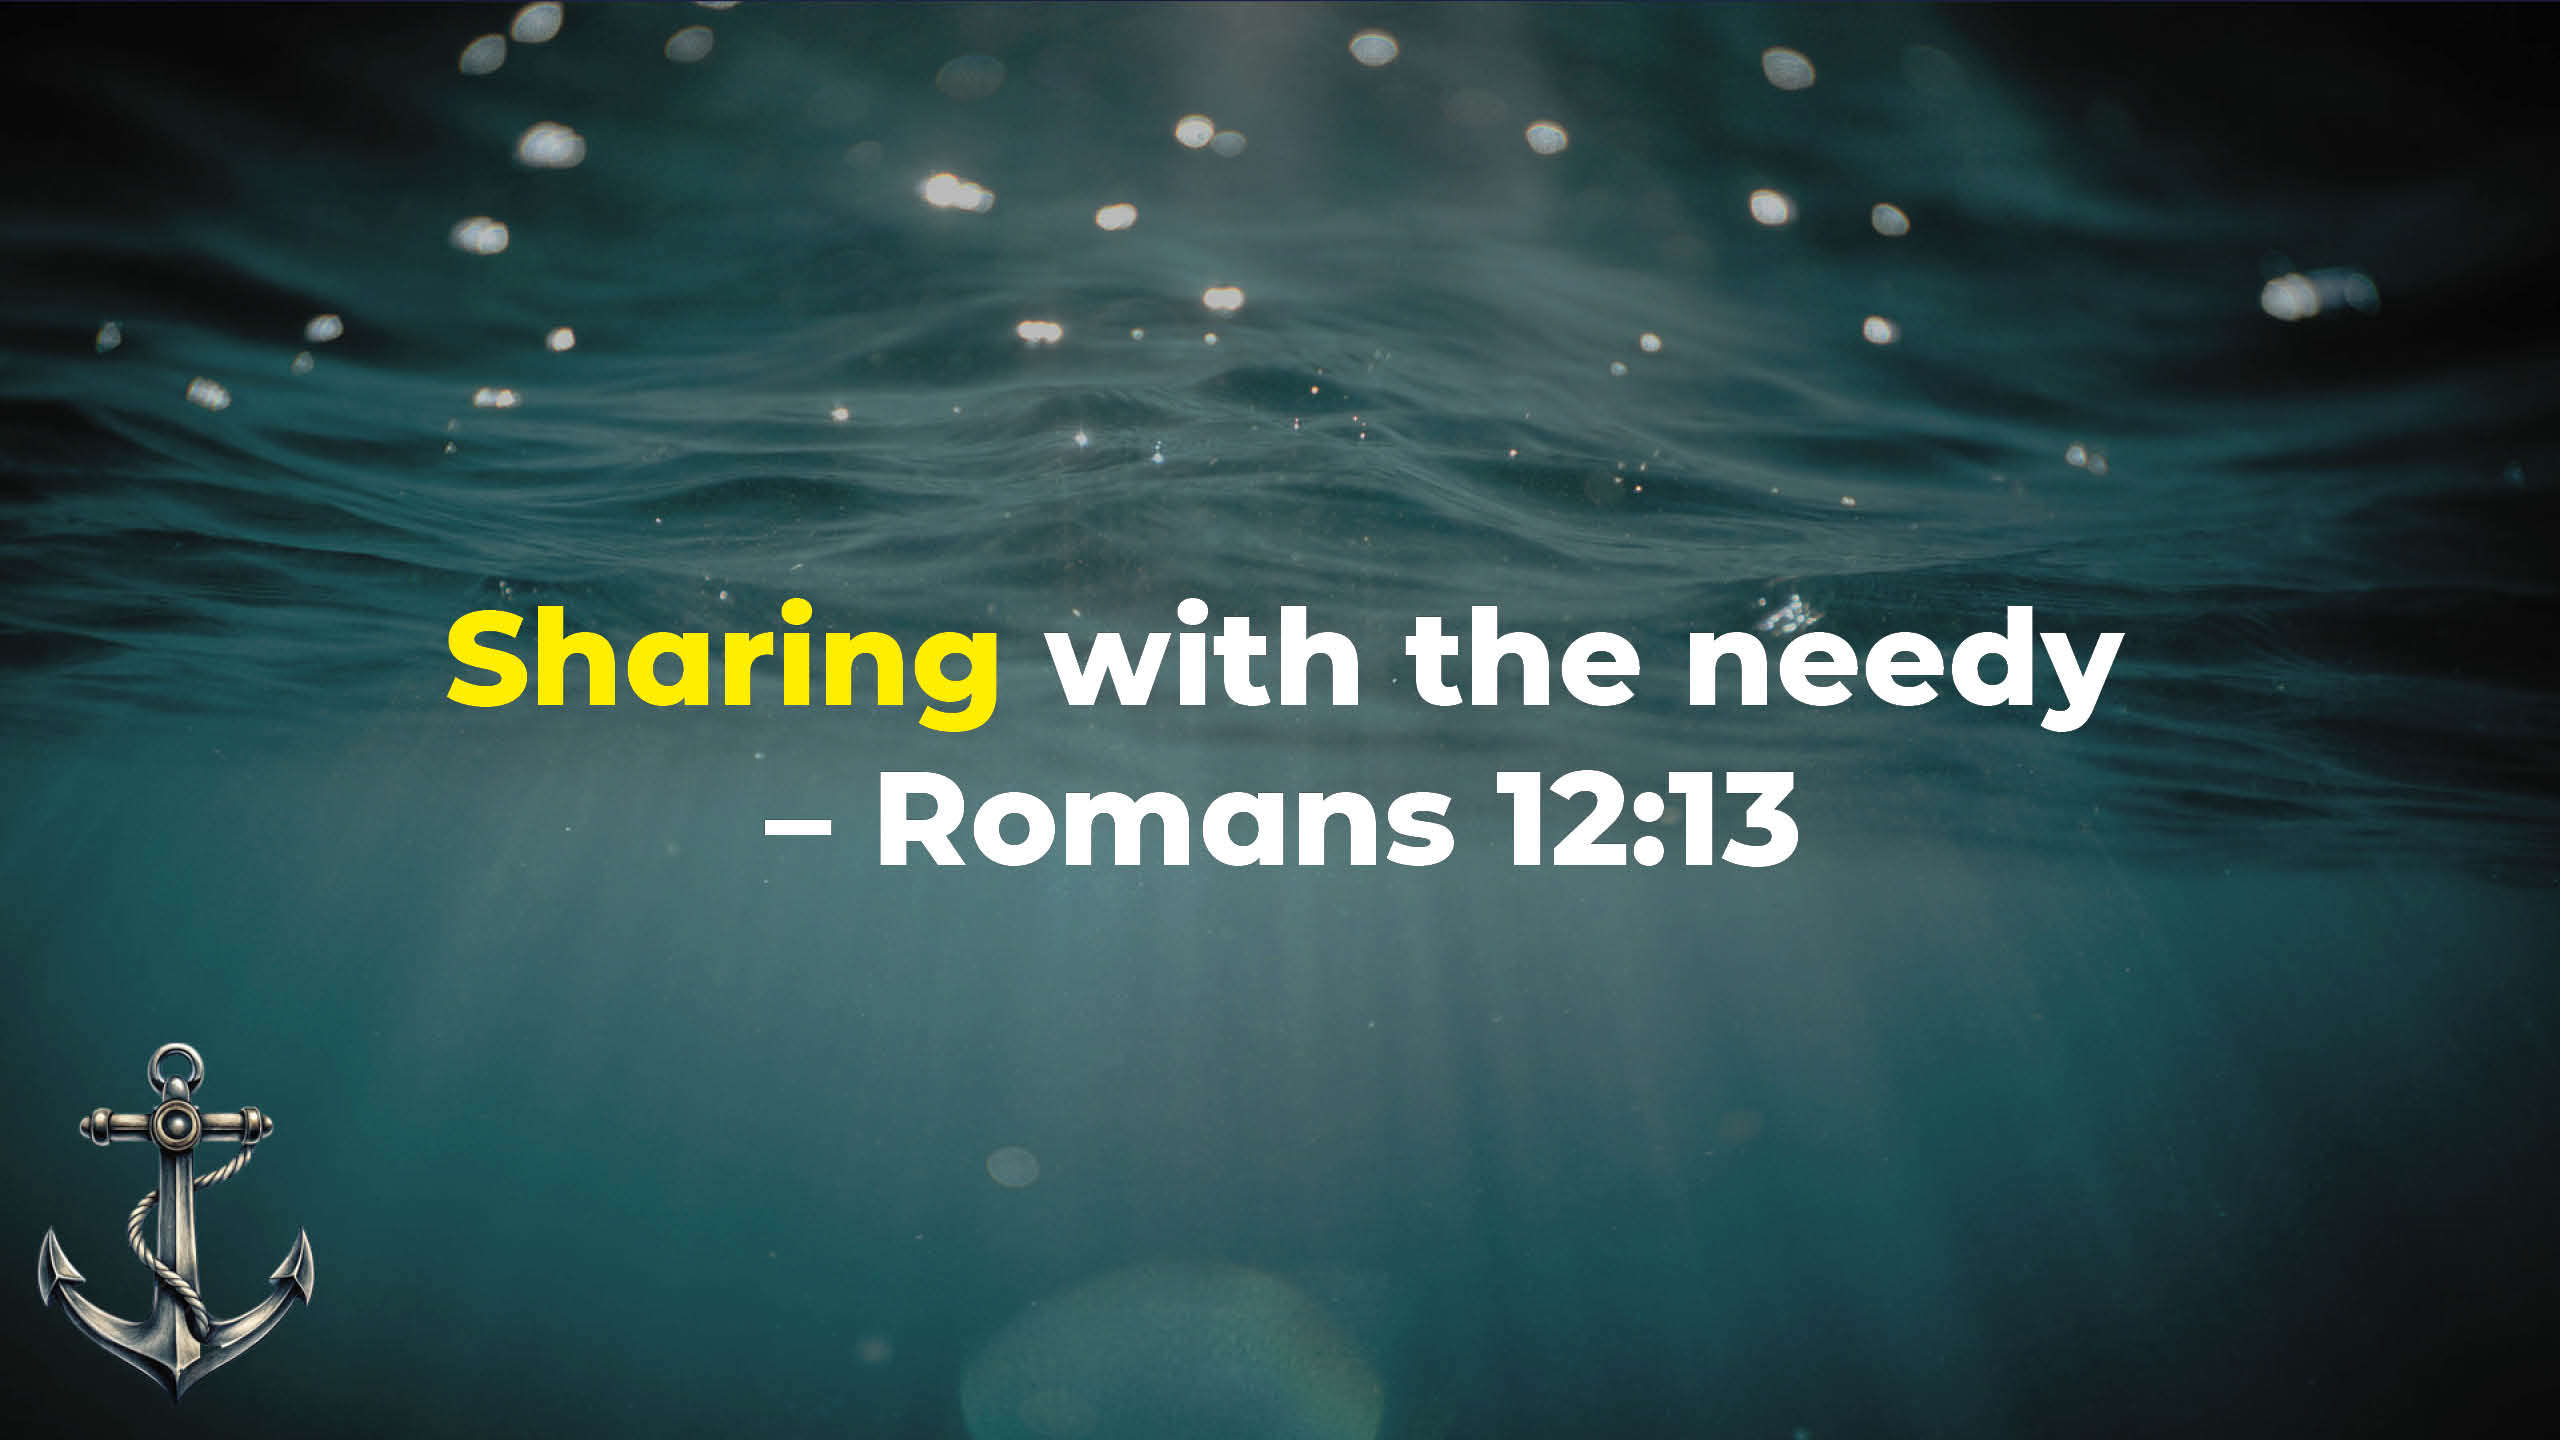 Sharing with the needy
– Romans 12:13